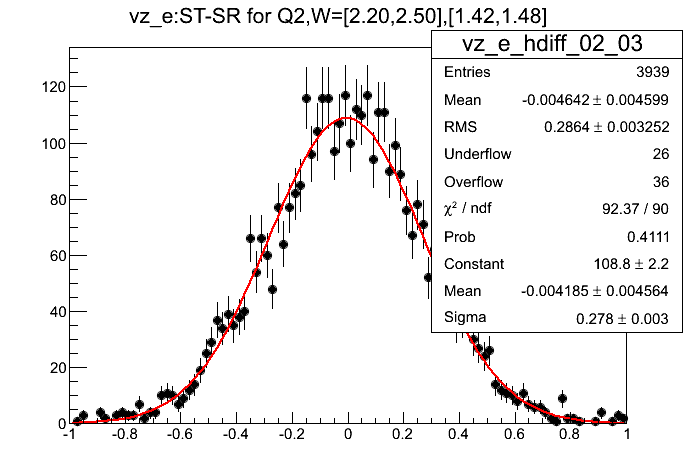 vz_e:ST-SR for Q2,W=[2.20,2.50],[1.42,1.48]
vz_e_hdiff_02_03
Entries 3939
Mean -0.004642 ± 0.004599
RMS 0.2864 ± 0.003252
Underflow 26
Overflow 36
χ² / ndf 92.37 / 90
Prob 0.4111
Constant 108.8 ± 2.2
Mean -0.004185 ± 0.004564
Sigma 0.278 ± 0.003
120
100
80
60
40
20
0
-1 -0.8 -0.6 -0.4 -0.2 0 0.2 0.4 0.6 0.8 1